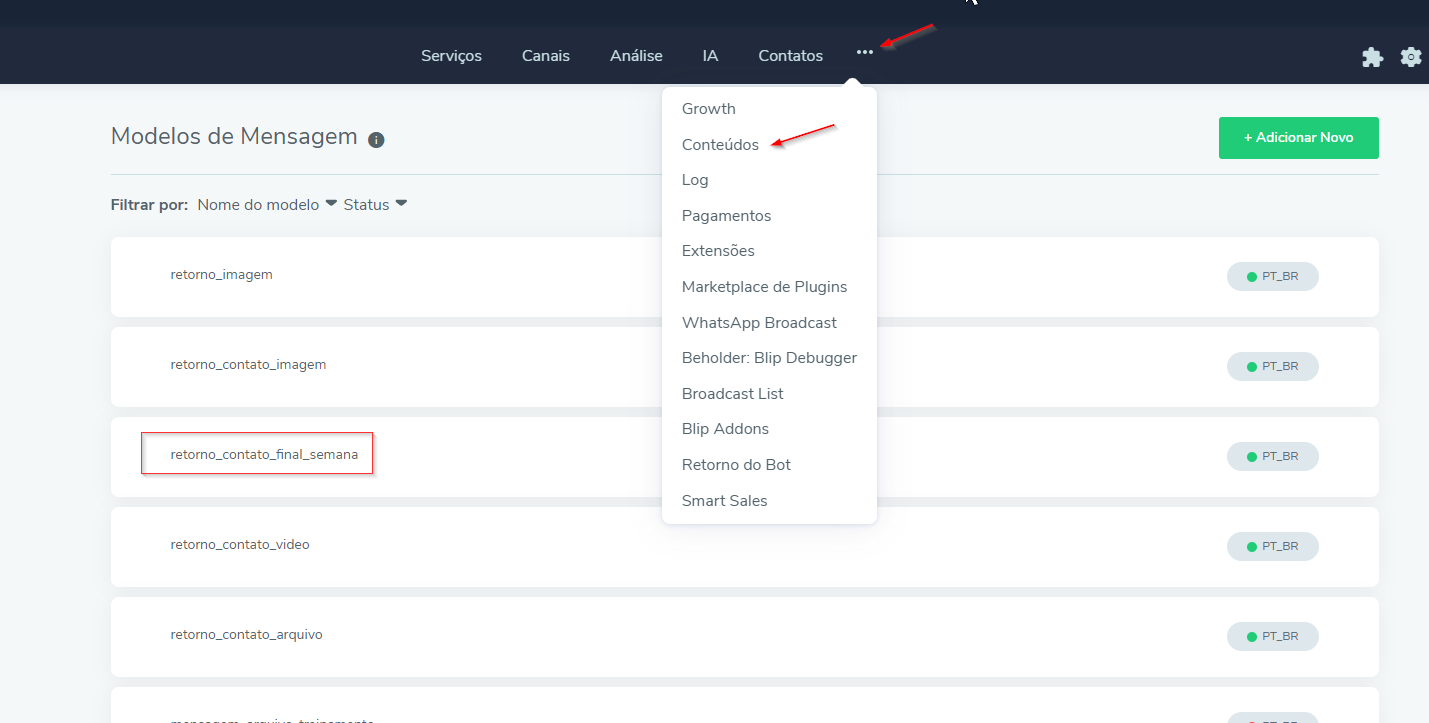 Serviços Canais Análise IA Contatos ...
Growth
Conteúdos
Log
Pagamentos
Extensões
Marketplace de Plugins
WhatsApp Broadcast
Beholder: Blip Debugger
Broadcast List
Blip Addons
Retorno do Bot
Smart Sales
Modelos de Mensagem i
+ Adicionar Novo
Filtrar por: Nome do modelo Status
retorno_imagem PT_BR
retorno_contato_imagem PT_BR
retorno_contato_final_semana PT_BR
retorno_contato_video PT_BR
retorno_contato_arquivo PT_BR
mensagem_arquivo_treinamento PT_BR